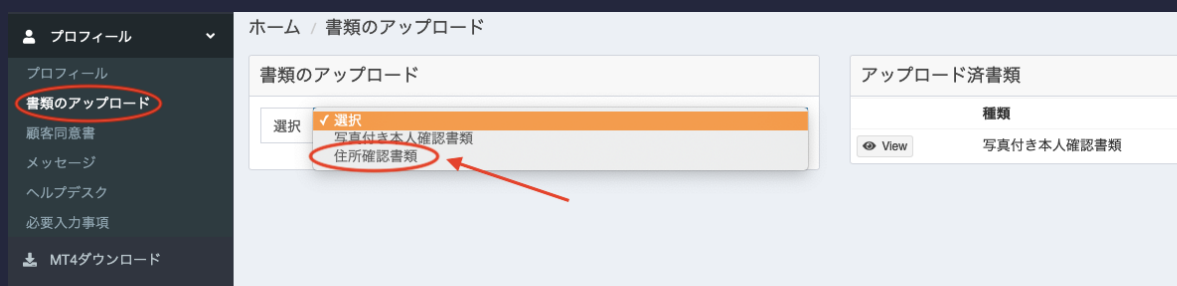 プロフィール
プロフィール
書類のアップロード
顧客同意書
メッセージ
ヘルプデスク
必要入力事項
MT4ダウンロード
ホーム / 書類のアップロード
書類のアップロード
選択
✓ 選択
写真付き本人確認書類
住所確認書類
アップロード済書類
種類
View 写真付き本人確認書類